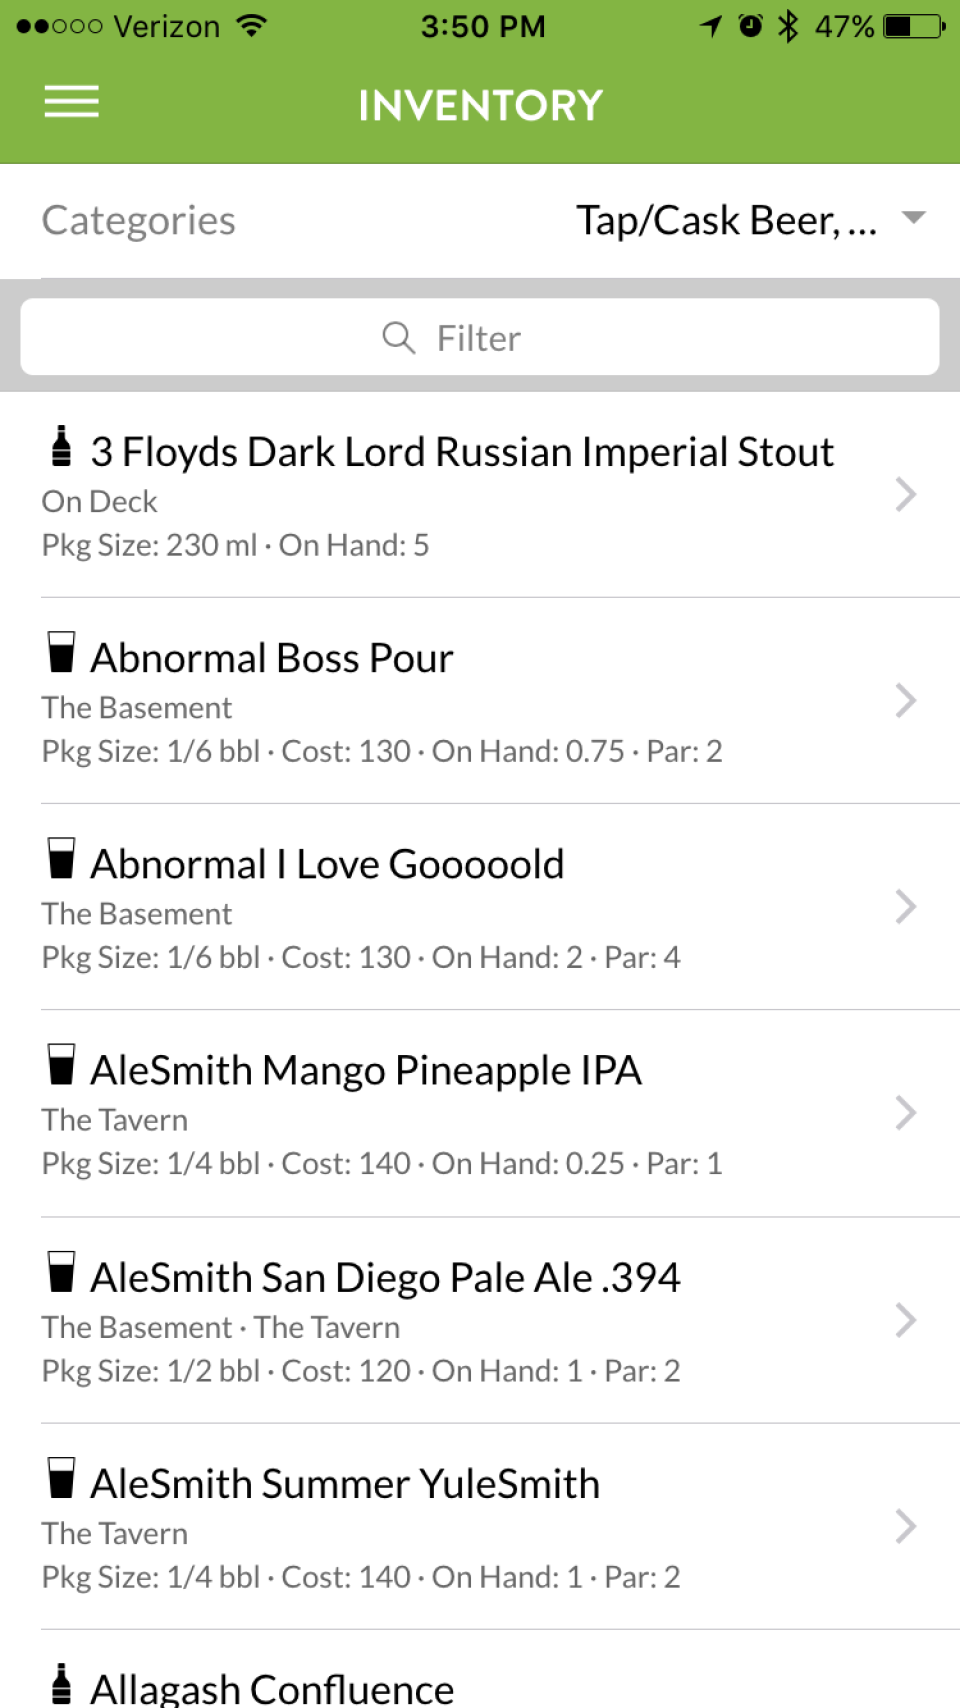 Verizon 3:50 PM 47%
INVENTORY
Categories Tap/Cask Beer, ...
Filter
3 Floyds Dark Lord Russian Imperial Stout
On Deck
Pkg Size: 230 ml · On Hand: 5
Abnormal Boss Pour
The Basement
Pkg Size: 1/6 bbl · Cost: 130 · On Hand: 0.75 · Par: 2
Abnormal I Love Gooooold
The Basement
Pkg Size: 1/6 bbl · Cost: 130 · On Hand: 2 · Par: 4
AleSmith Mango Pineapple IPA
The Tavern
Pkg Size: 1/4 bbl · Cost: 140 · On Hand: 0.25 · Par: 1
AleSmith San Diego Pale Ale .394
The Basement · The Tavern
Pkg Size: 1/2 bbl · Cost: 120 · On Hand: 1 · Par: 2
AleSmith Summer YuleSmith
The Tavern
Pkg Size: 1/4 bbl · Cost: 140 · On Hand: 1 · Par: 2
Allagash Confluence